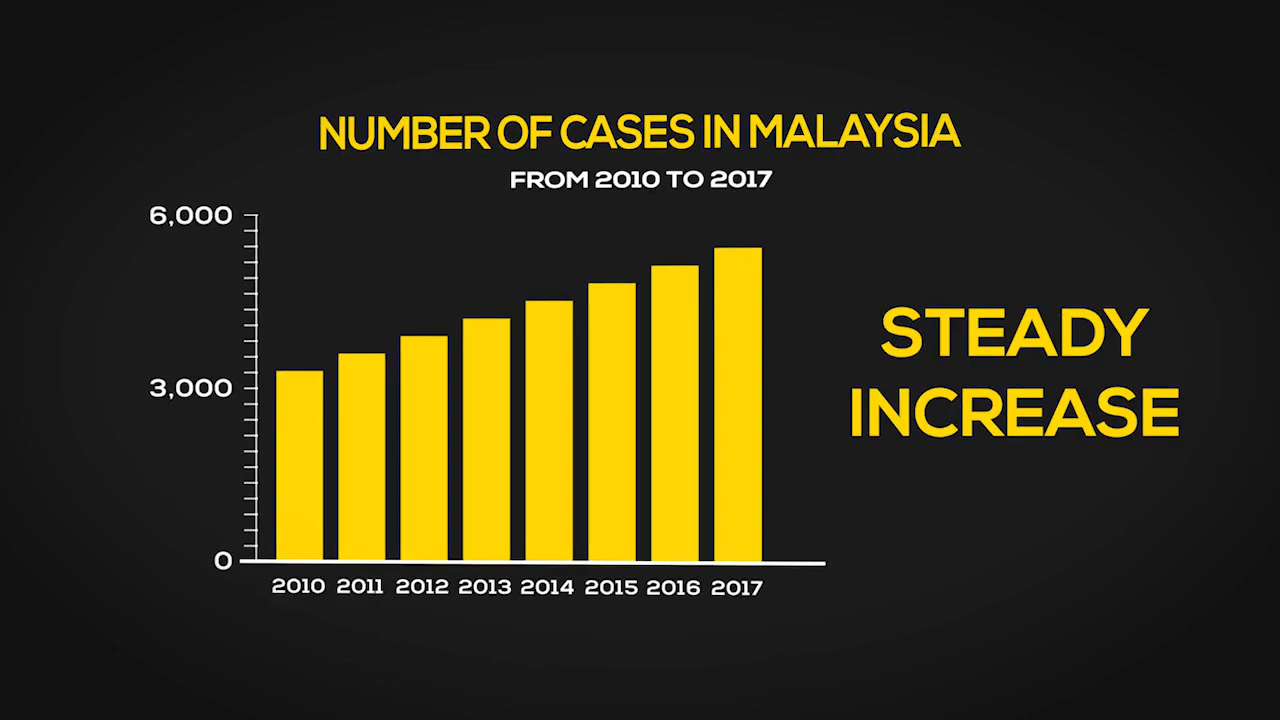 NUMBER OF CASES IN MALAYSIA
FROM 2010 TO 2017
6,000
3,000
0
2010 2011 2012 2013 2014 2015 2016 2017
STEADY
INCREASE